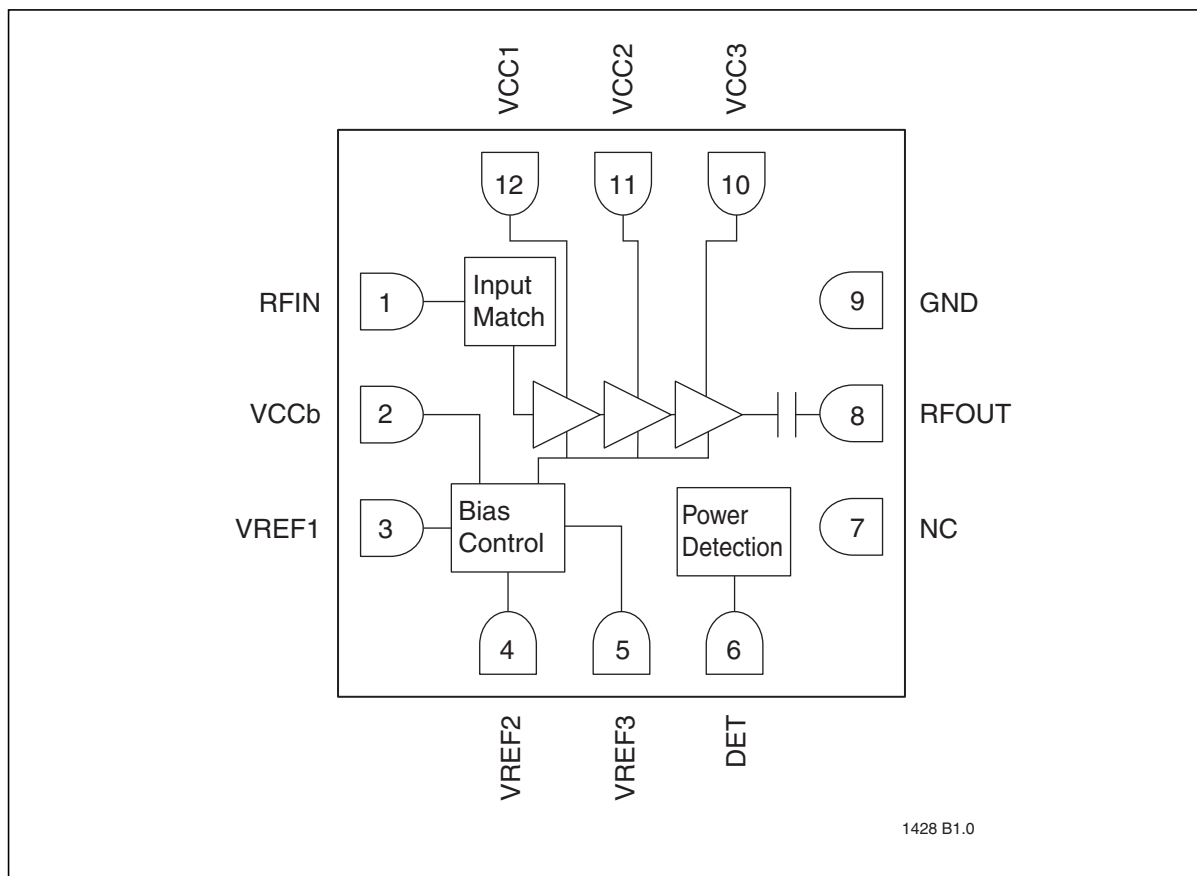 VCC1
VCC2
VCC3
12
11
10
RFIN
1
Input
Match
9
GND
VCCb
2
8
RFOUT
VREF1
3
Bias
Control
Power
Detection
7
NC
4
5
6
VREF2
VREF3
DET
1428 B1.0